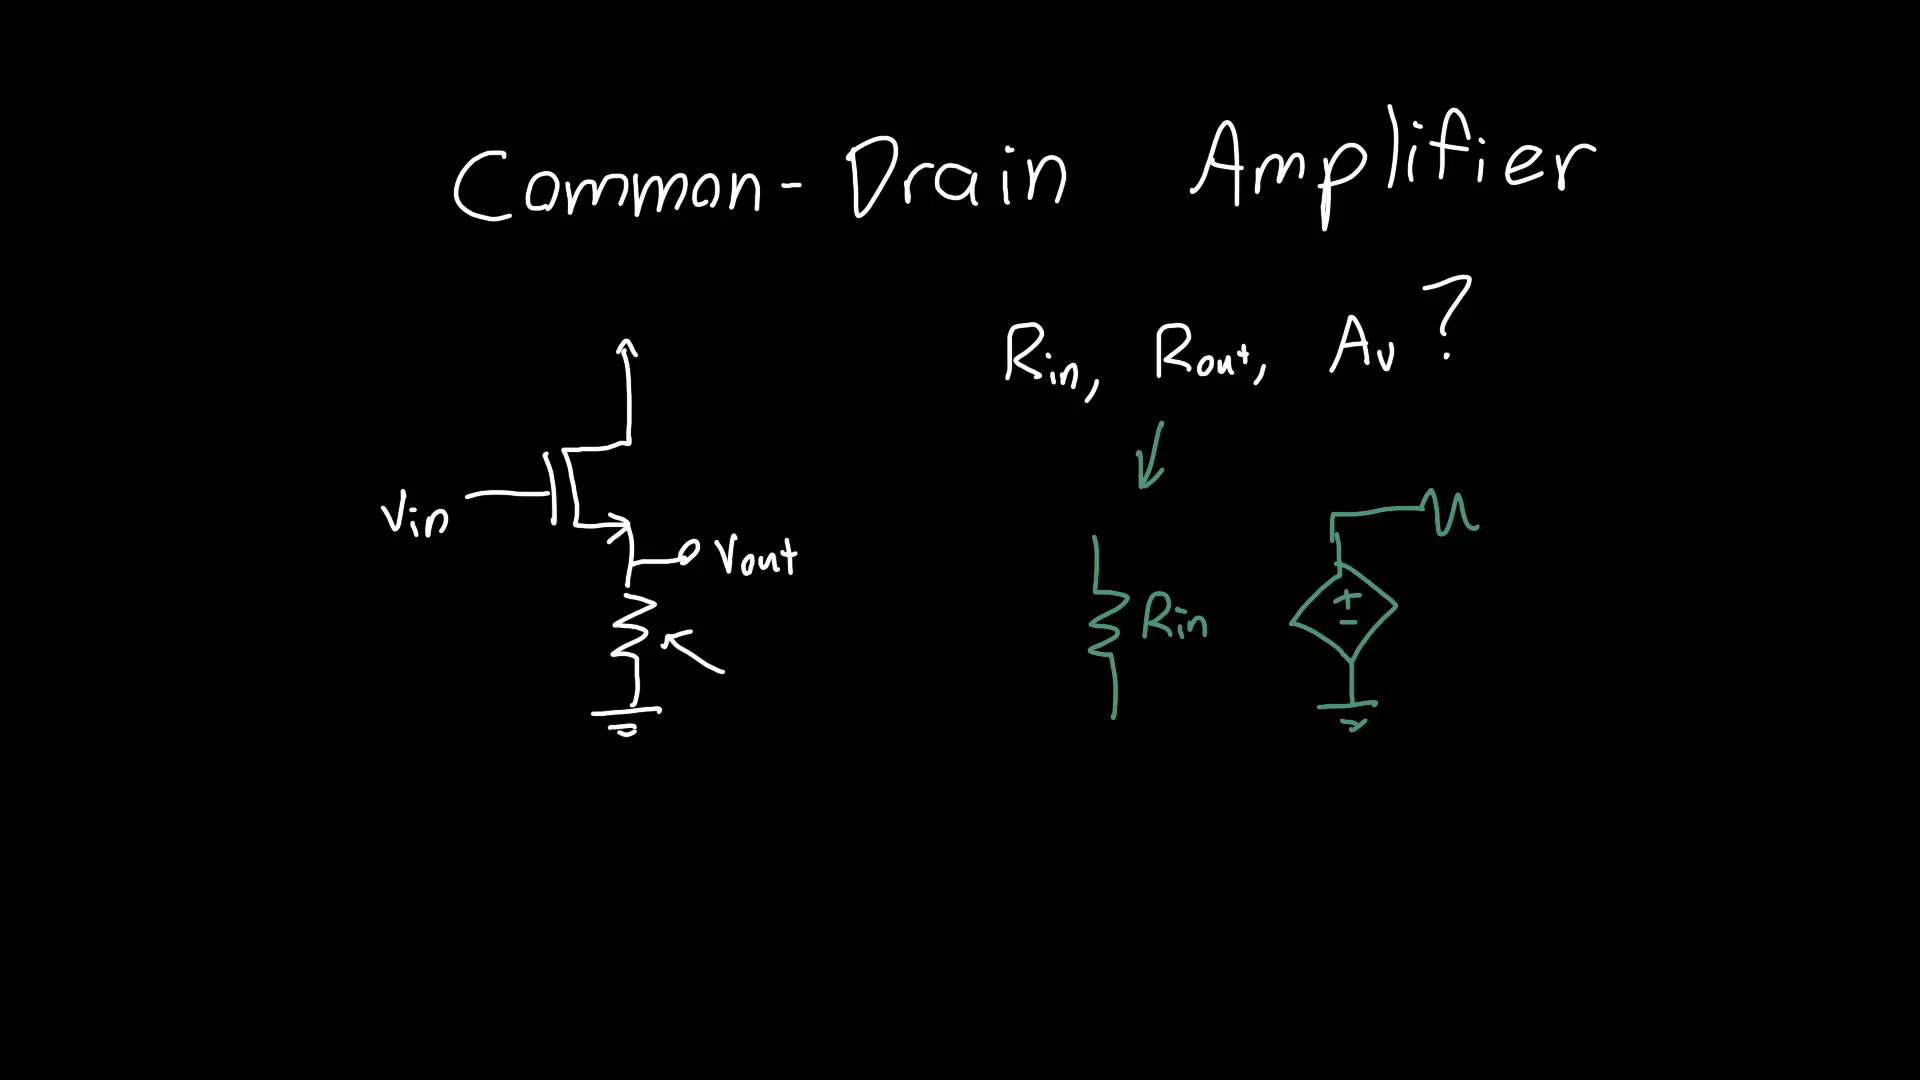 Common-Drain Amplifier
Rin, Rout, Av?
Vin
Vout
Rin
+
-